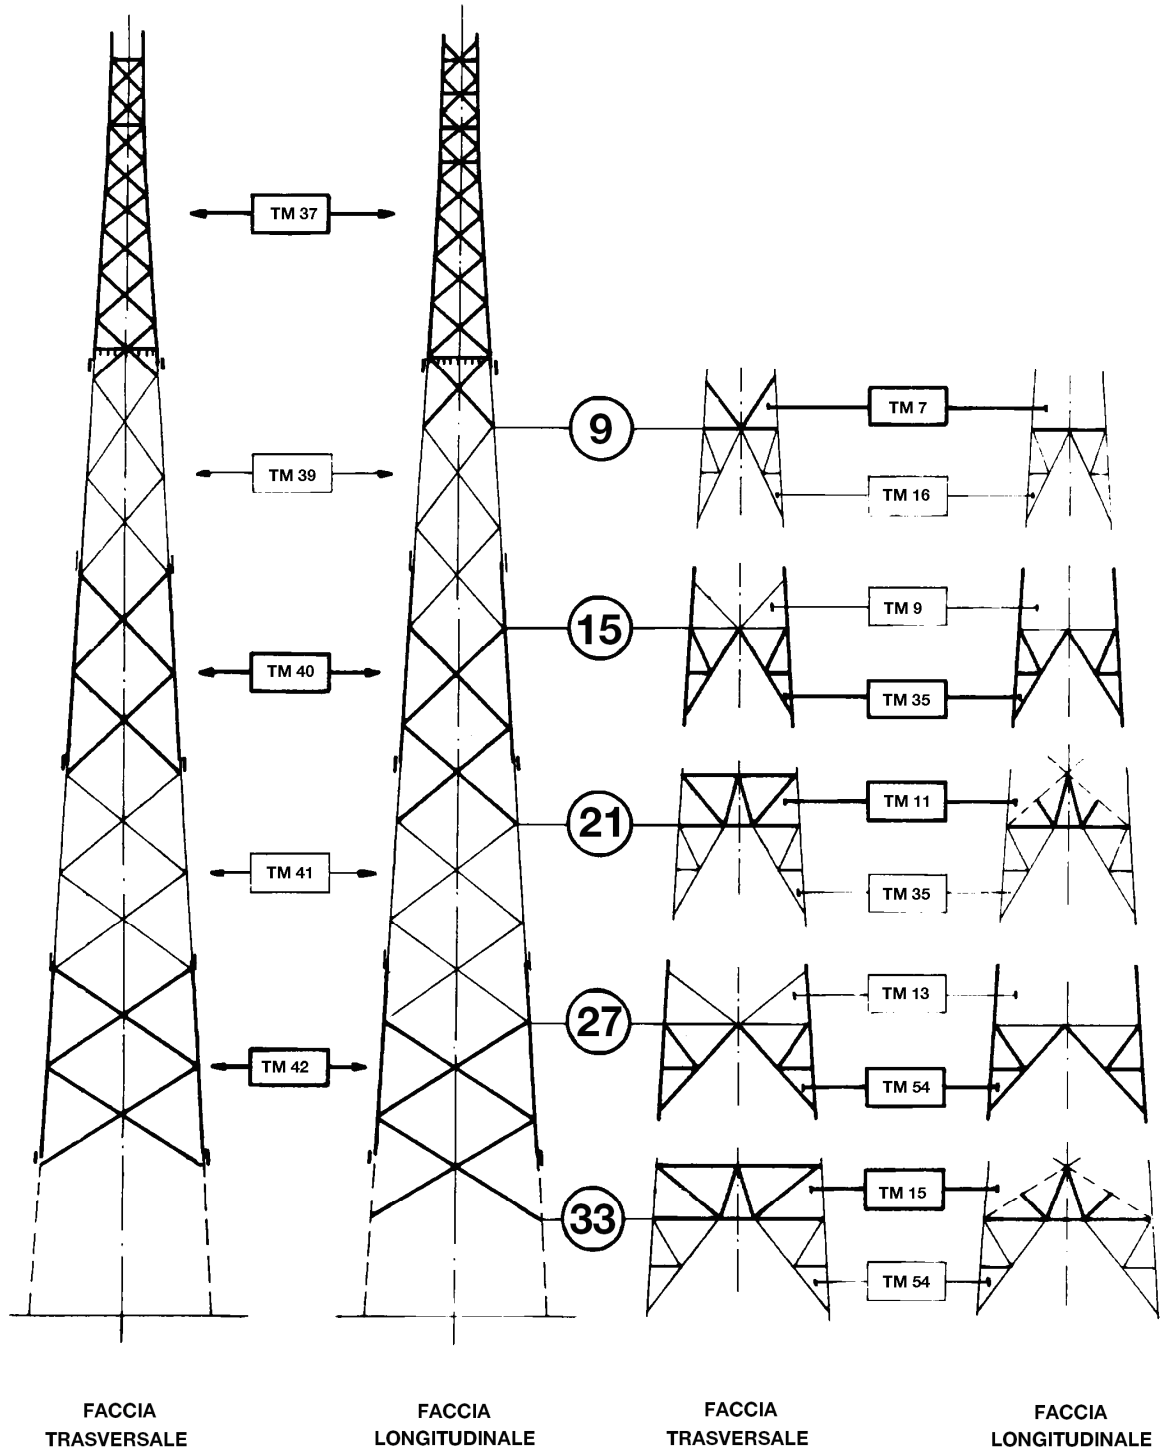 TM 37
TM 39
TM 40
TM 41
TM 42
9
15
21
27
33
TM 7
TM 16
TM 9
TM 35
TM 11
TM 35
TM 13
TM 54
TM 15
TM 54
FACCIA
TRASVERSALE
FACCIA
LONGITUDINALE
FACCIA
TRASVERSALE
FACCIA
LONGITUDINALE